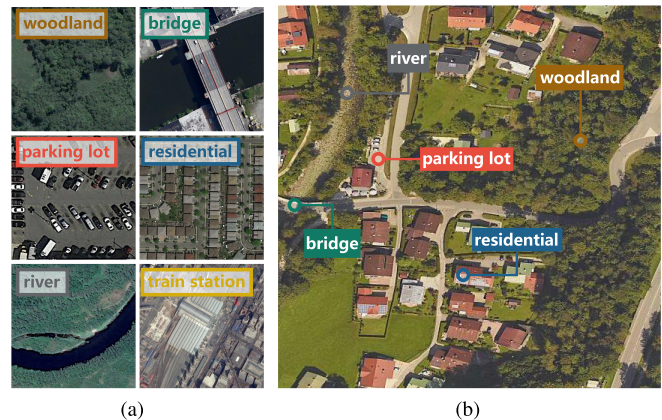 woodland
bridge
parking lot
residential
river
train station
(a)
river
woodland
parking lot
bridge
residential
(b)